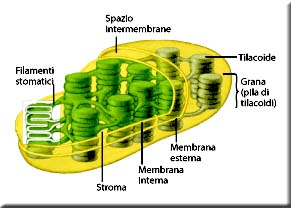 Spazio
intermembrane
Tilacoide
Filamenti
stomatici
Grana
(pila di
tilacoidi)
Membrana
esterna
Membrana
Interna
Stroma